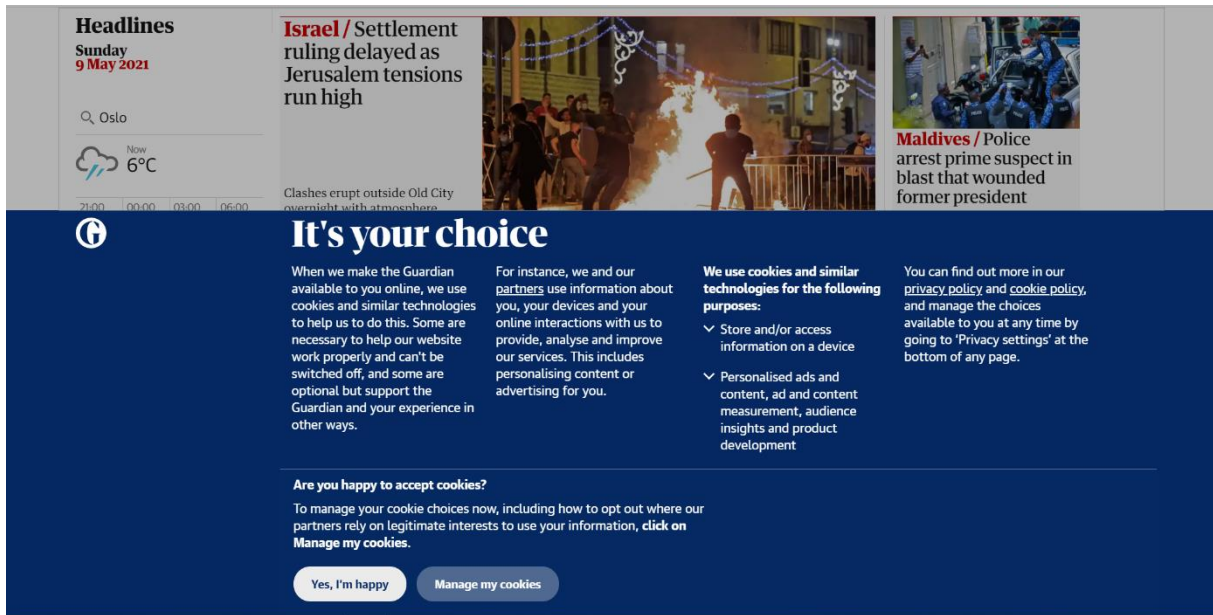 Headlines
Sunday
9 May 2021
Oslo
Now
6°C
21:00 00:00 03:00 06:00
Israel / Settlement
ruling delayed as
Jerusalem tensions
run high
Clashes erupt outside Old City
overnight with atmosphere
Maldives / Police
arrest prime suspect in
blast that wounded
former president
It's your choice
When we make the Guardian
available to you online, we use
cookies and similar technologies
to help us to do this. Some are
necessary to help our website
work properly and can't be
switched off, and some are
optional but support the
Guardian and your experience in
other ways.
For instance, we and our
partners use information about
you, your devices and your
online interactions with us to
provide, analyse and improve
our services. This includes
personalising content or
advertising for you.
We use cookies and similar
technologies for the following
purposes:
Store and/or access
information on a device
Personalised ads and
content, ad and content
measurement, audience
insights and product
development
You can find out more in our
privacy policy and cookie policy,
and manage the choices
available to you at any time by
going to ‘Privacy settings’ at the
bottom of any page.
Are you happy to accept cookies?
To manage your cookie choices now, including how to opt out where our
partners rely on legitimate interests to use your information, click on
Manage my cookies.
Yes, I'm happy
Manage my cookies